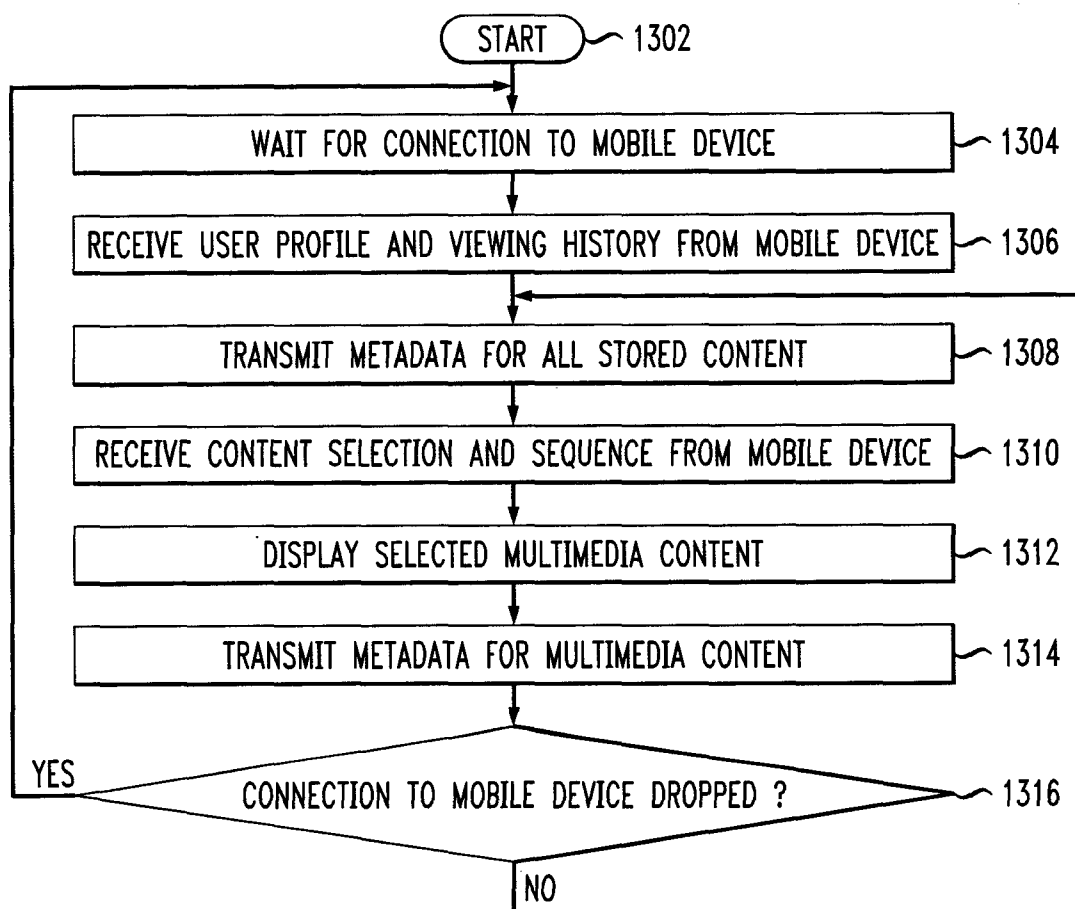 START 1302
WAIT FOR CONNECTION TO MOBILE DEVICE 1304
RECEIVE USER PROFILE AND VIEWING HISTORY FROM MOBILE DEVICE 1306
TRANSMIT METADATA FOR ALL STORED CONTENT 1308
RECEIVE CONTENT SELECTION AND SEQUENCE FROM MOBILE DEVICE 1310
DISPLAY SELECTED MULTIMEDIA CONTENT 1312
TRANSMIT METADATA FOR MULTIMEDIA CONTENT 1314
YES
CONNECTION TO MOBILE DEVICE DROPPED ? 1316
NO